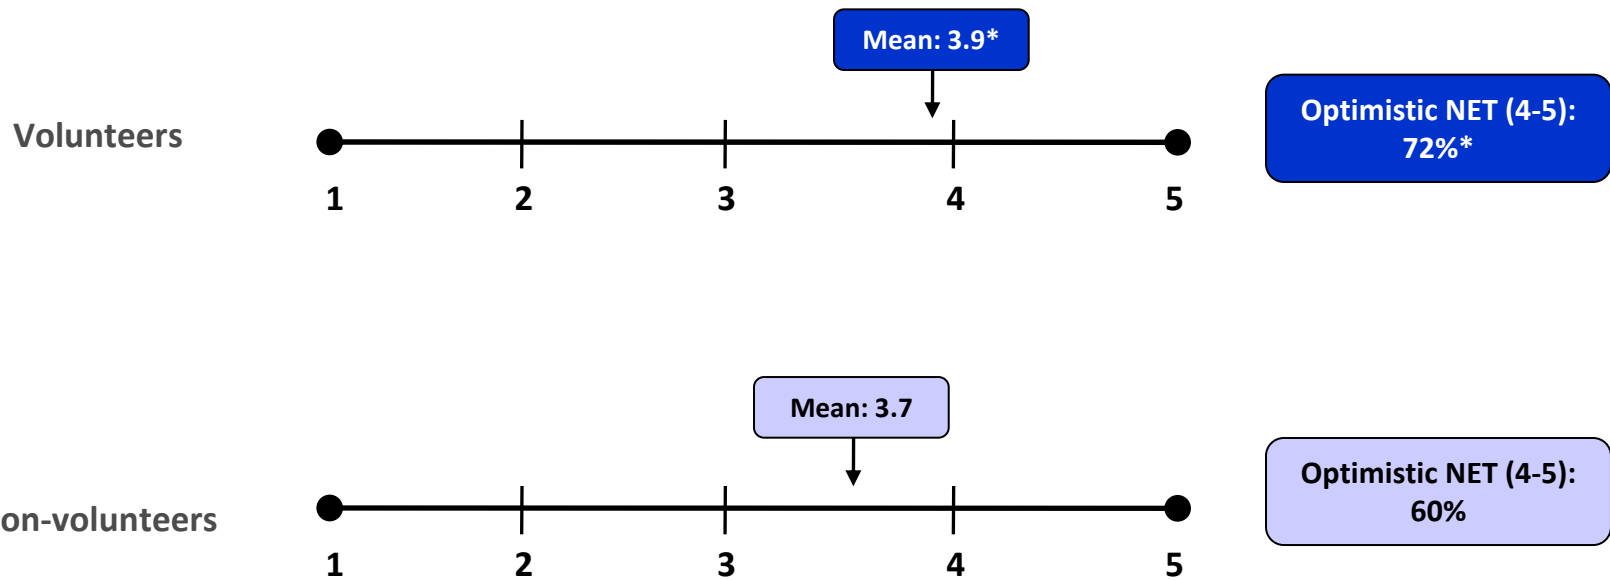 Mean: 3.9*
Volunteers
Optimistic NET (4-5):
72%*
1 2 3 4 5
Mean: 3.7
on-volunteers
Optimistic NET (4-5):
60%
1 2 3 4 5